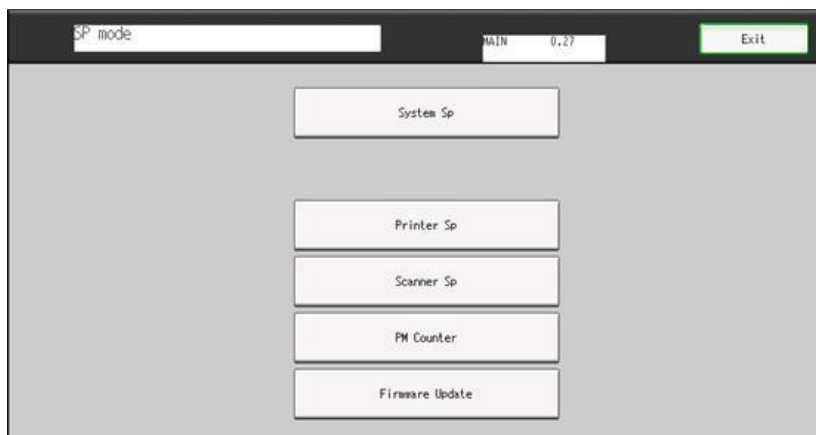 SP mode
MAIN 0.27
Exit
System Sp
Printer Sp
Scanner Sp
PM Counter
Firmware Update